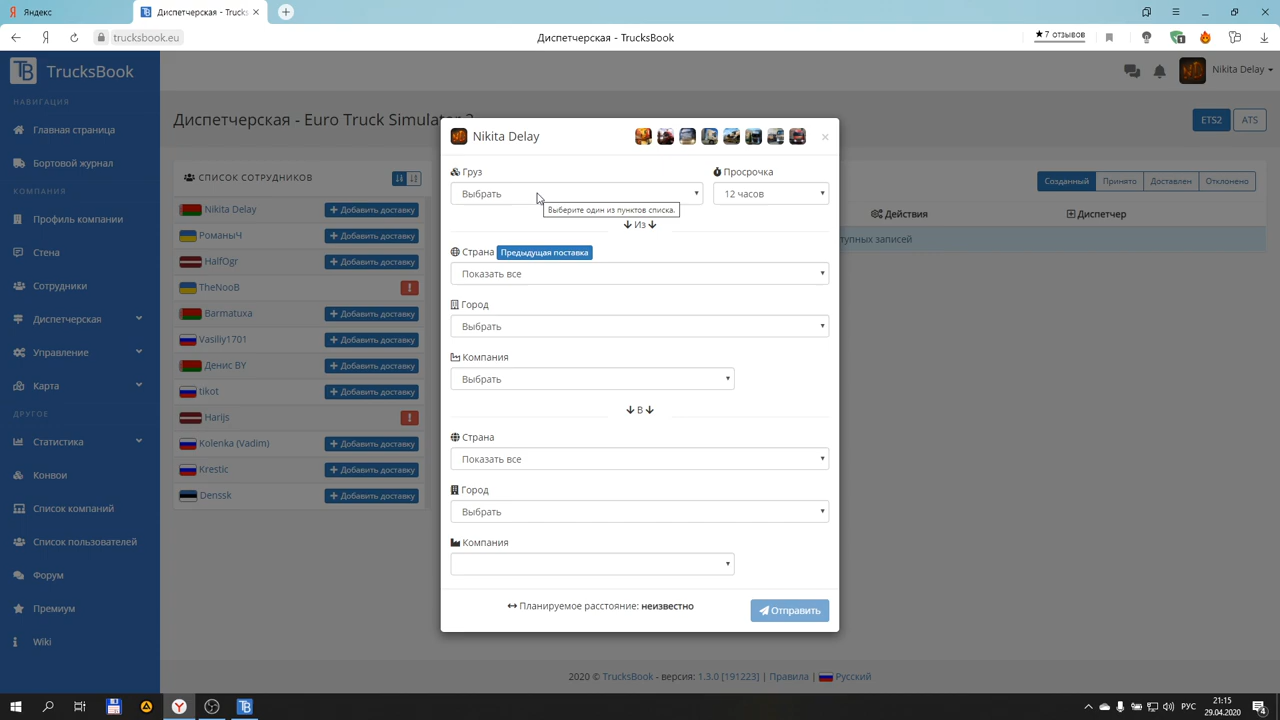 Яндекс
Диспетчерская - TrucksB
trucksbook.eu
Диспетчерская - TrucksBook
★7 отзывов
TrucksBook
Nikita Delay
НАВИГАЦИЯ
Главная страница
Бортовой журнал
КОМПАНИЯ
Профиль компании
Стена
Сотрудники
Диспетчерская
Управление
Карта
ДРУГОЕ
Статистика
Конвои
Список компаний
Список пользователей
Форум
Премиум
Wiki
Диспетчерская - Euro Truck Simulator 2
ETS2
ATS
СПИСОК СОТРУДНИКОВ
Nikita Delay
Добавить доставку
РоманыЧ
Добавить доставку
HalfOgr
Добавить доставку
TheNooB
Barmatuxa
Добавить доставку
Vasiliy1701
Добавить доставку
Денис BY
Добавить доставку
tikot
Добавить доставку
Harijs
Kolenka (Vadim)
Добавить доставку
Krestic
Добавить доставку
Denssk
Добавить доставку
Созданный
Принято
Доставлен
Отклонено
Действия
Диспетчер
тупных записей
Nikita Delay
×
Груз
Просрочка
Выбрать
12 часов
Выберите один из пунктов списка.
Из
Страна
Предыдущая поставка
Показать все
Город
Выбрать
Компания
Выбрать
В
Страна
Показать все
Город
Выбрать
Компания
Планируемое расстояние: неизвестно
Отправить
2020 © TrucksBook - версия: 1.3.0 [191223] | Правила | Русский
РУС
21:15
29.04.2020